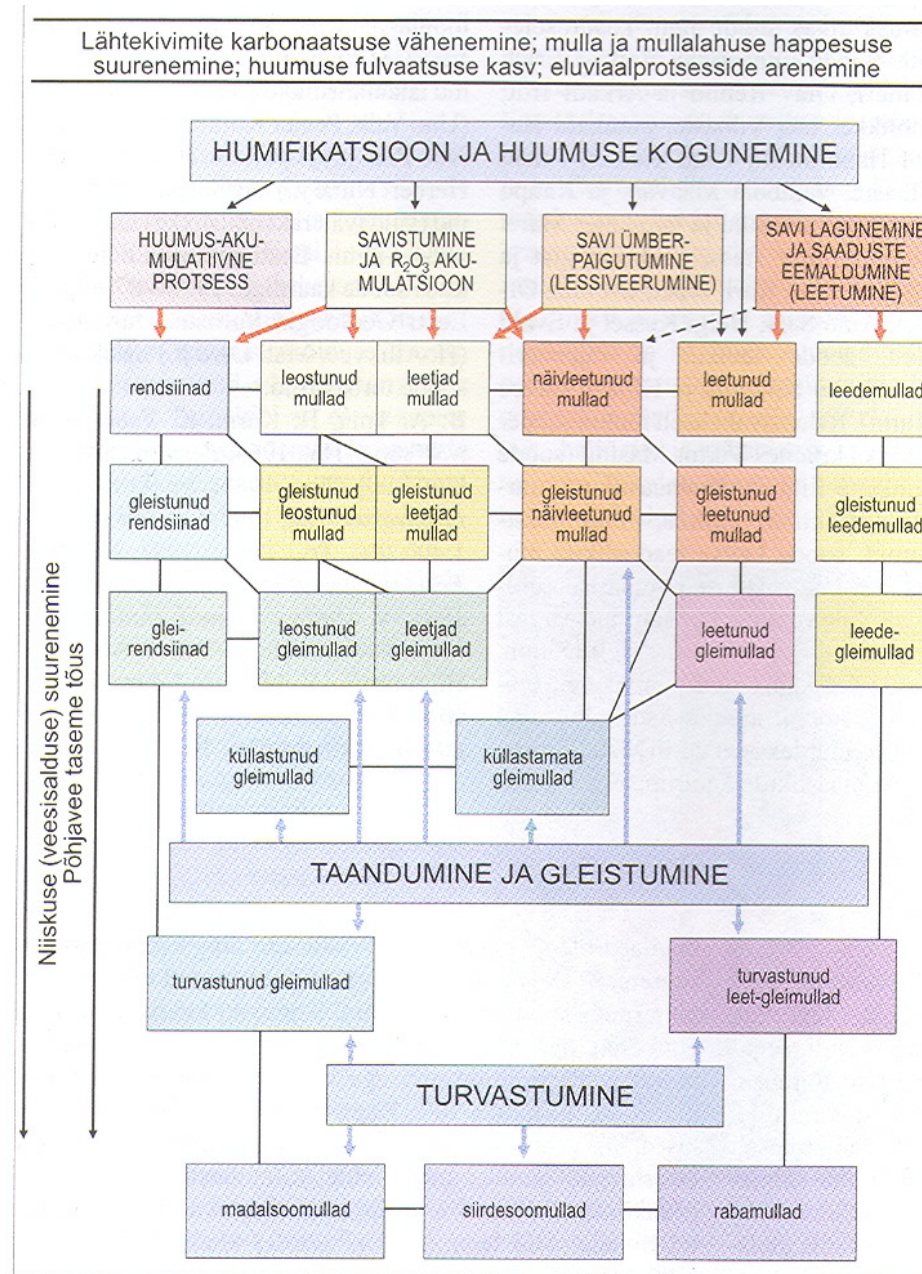 Lähtekivimite karbonaatsuse vähenemine; mulla ja mullalahuse happesuse
suurenemine; huumuse fulvaatsuse kasv; eluviaalprotsesside arenemine
HUMIFIKATSIOON JA HUUMUSE KOGUNEMINE
HUUMUS-AKU-
MULATIIVNE
PROTSESS
SAVISTUMINE
JA R₂O₃ AKU-
MULATSIOON
SAVI ÜMBER-
PAIGUTUMINE
(LESSIVEERUMINE)
SAVI LAGUNEMINE
JA SAADUSTE
EEMALDUMINE
(LEETUMINE)
rendsiinad
leostunud
mullad
leetjad
mullad
näivleetunud
mullad
leetunud
mullad
leedemullad
gleistunud
rendsiinad
gleistunud
leostunud
mullad
gleistunud
leetjad
mullad
gleistunud
näivleetunud
mullad
gleistunud
leetunud
mullad
gleistunud
leedemullad
glei-
rendsiinad
leostunud
gleimullad
leetjad
gleimullad
leetunud
gleimullad
leede-
gleimullad
küllastunud
gleimullad
küllastamata
gleimullad
TAANDUMINE JA GLEISTUMINE
turvastunud gleimullad
turvastunud
leet-gleimullad
TURVASTUMINE
madalsoomullad
siirdesoomullad
rabamullad
Niiskuse (veesisalduse) suurenemine
Põhjavee taseme tõus